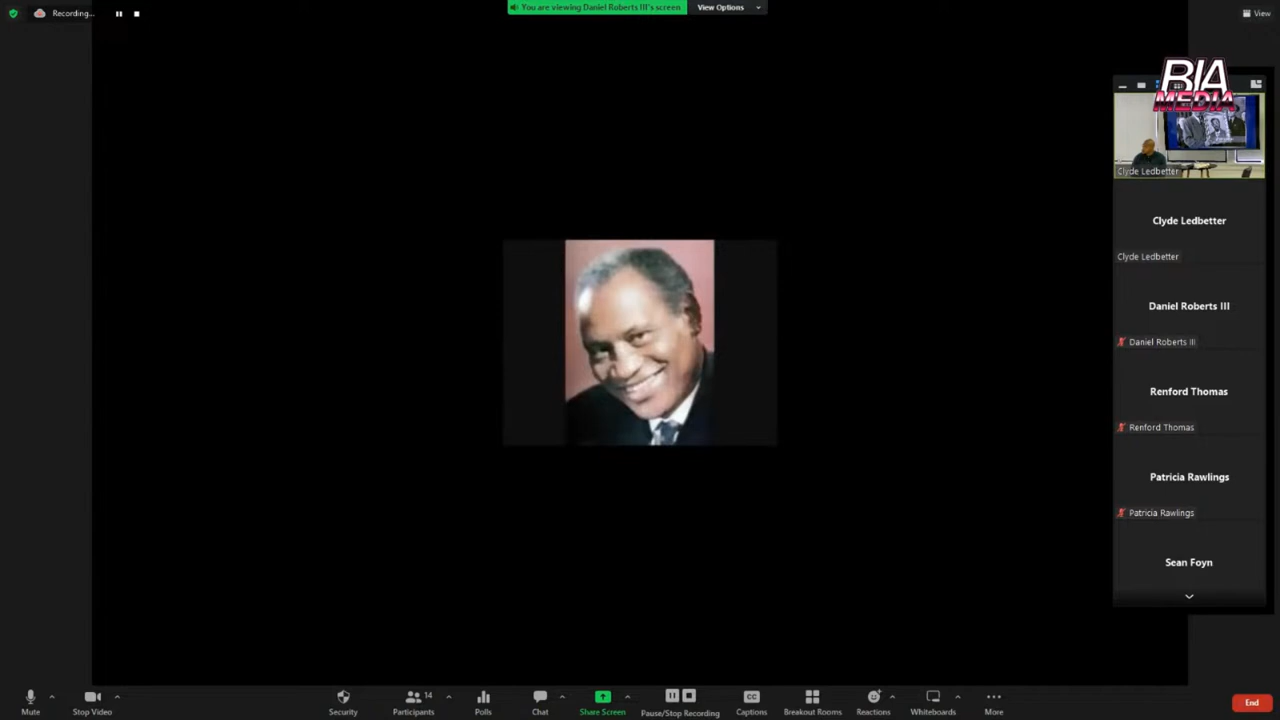 Recording...
You are viewing Daniel Roberts III's screen
View Options
View
BIA
MEDIA
Clyde Ledbetter
Clyde Ledbetter
Clyde Ledbetter
Daniel Roberts III
Daniel Roberts III
Renford Thomas
Renford Thomas
Patricia Rawlings
Patricia Rawlings
Sean Foyn
Mute
Stop Video
Security
Participants
14
Polls
Chat
Share Screen
Pause/Stop Recording
CC
Captions
Breakout Rooms
Reactions
Whiteboards
More
End